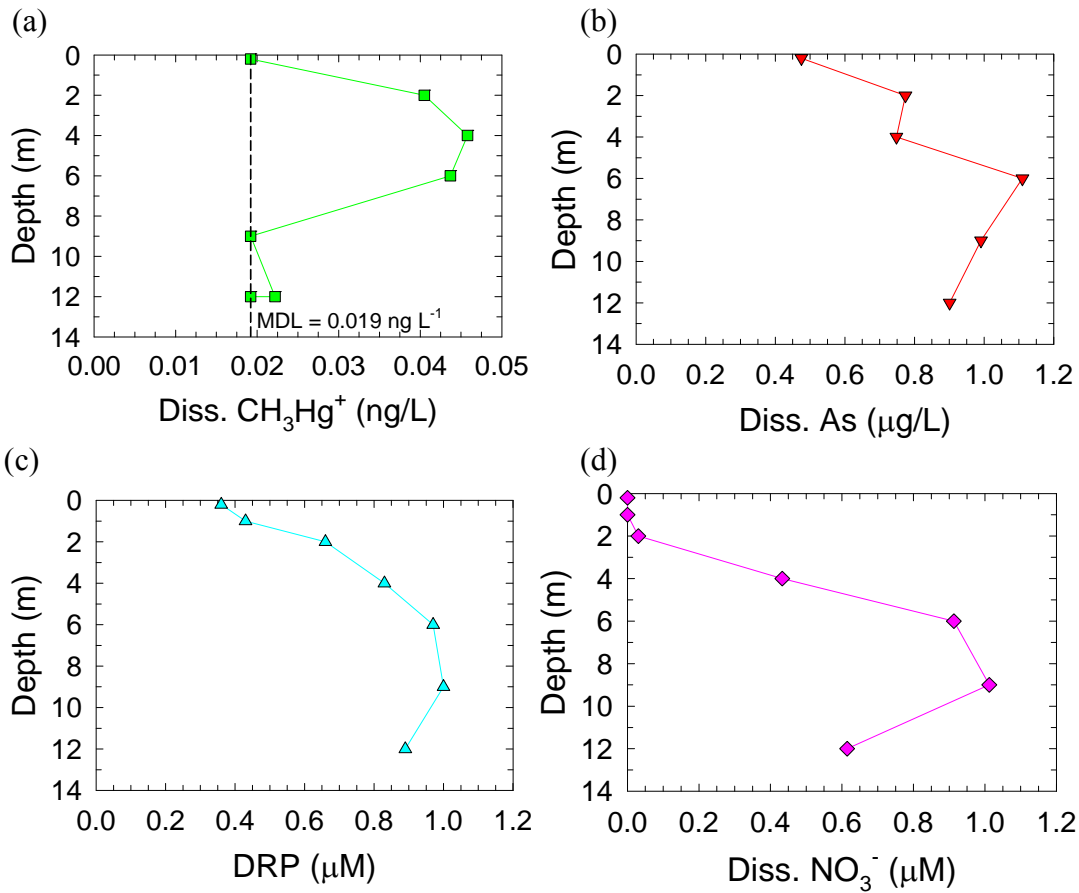 (a)
0
2
4
6
8
10
12
14
Depth (m)
MDL = 0.019 ng L⁻¹
0.00 0.01 0.02 0.03 0.04 0.05
Diss. CH₃Hg⁺ (ng/L)
(b)
0
2
4
6
8
10
12
14
Depth (m)
0.0 0.2 0.4 0.6 0.8 1.0 1.2
Diss. As (μg/L)
(c)
0
2
4
6
8
10
12
14
Depth (m)
0.0 0.2 0.4 0.6 0.8 1.0 1.2
DRP (μM)
(d)
0
2
4
6
8
10
12
14
Depth (m)
0.0 0.2 0.4 0.6 0.8 1.0 1.2
Diss. NO₃⁻ (μM)